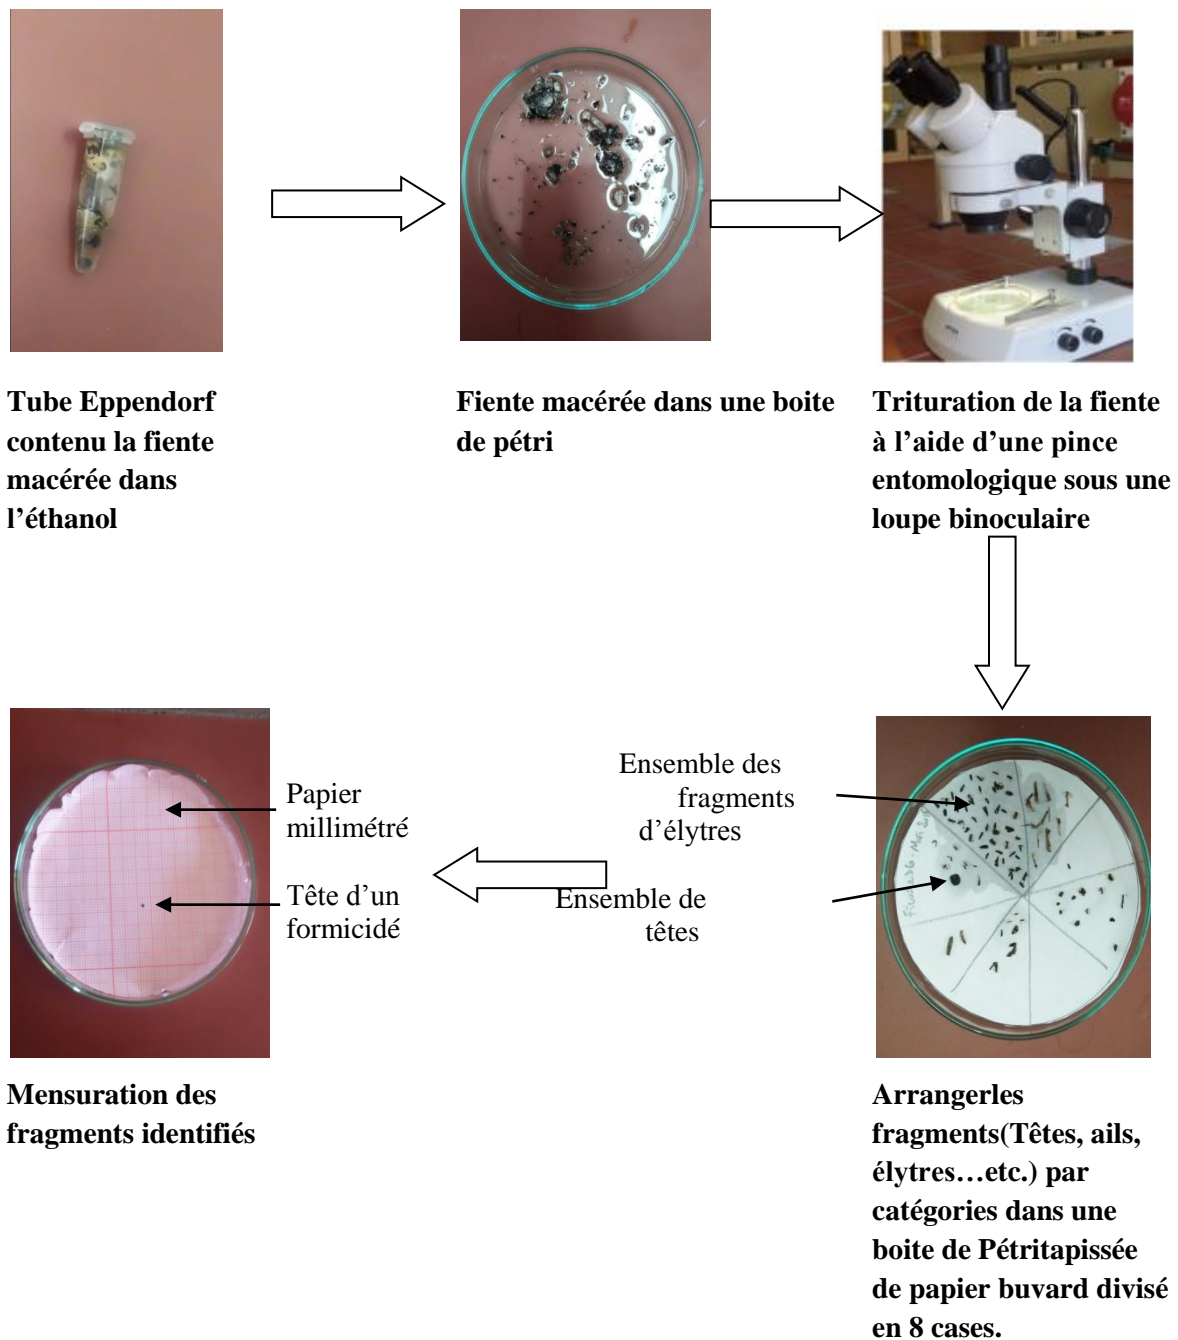 Tube Eppendorf
contenu la fiente
macérée dans
l'éthanol
Fiente macérée dans une boite
de pétri
Trituration de la fiente
à l'aide d'une pince
entomologique sous une
loupe binoculaire
Ensemble des
fragments
d'élytres
Ensemble de
têtes
Papier
millimétré
Tête d'un
formicidé
Arrangerles
fragments(Têtes, ails,
élytres…etc.) par
catégories dans une
boite de Pétritapissée
de papier buvard divisé
en 8 cases.
Mensuration des
fragments identifiés